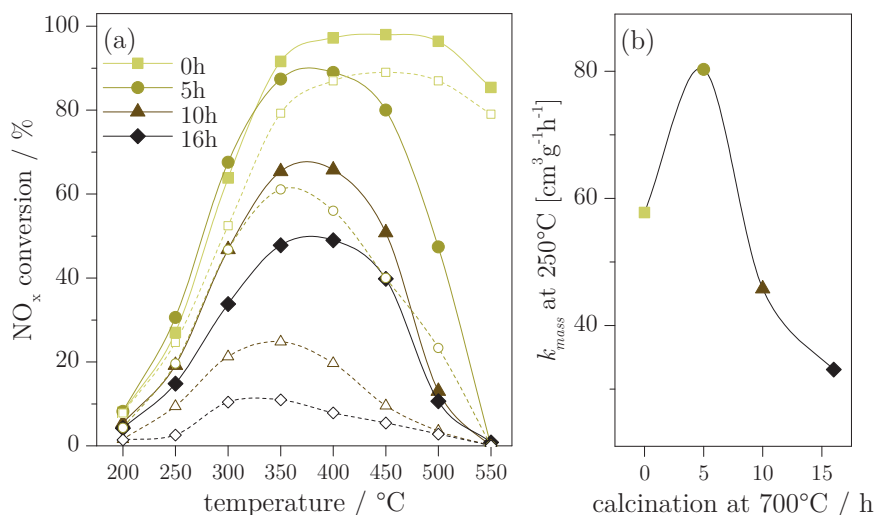 (a)
0h
5h
10h
16h
100
80
60
40
20
0
NOx conversion / %
200 250 300 350 400 450 500 550
temperature / °C
(b)
80
60
40
kmass at 250°C [cm³g⁻¹h⁻¹]
0 5 10 15
calcination at 700°C / h